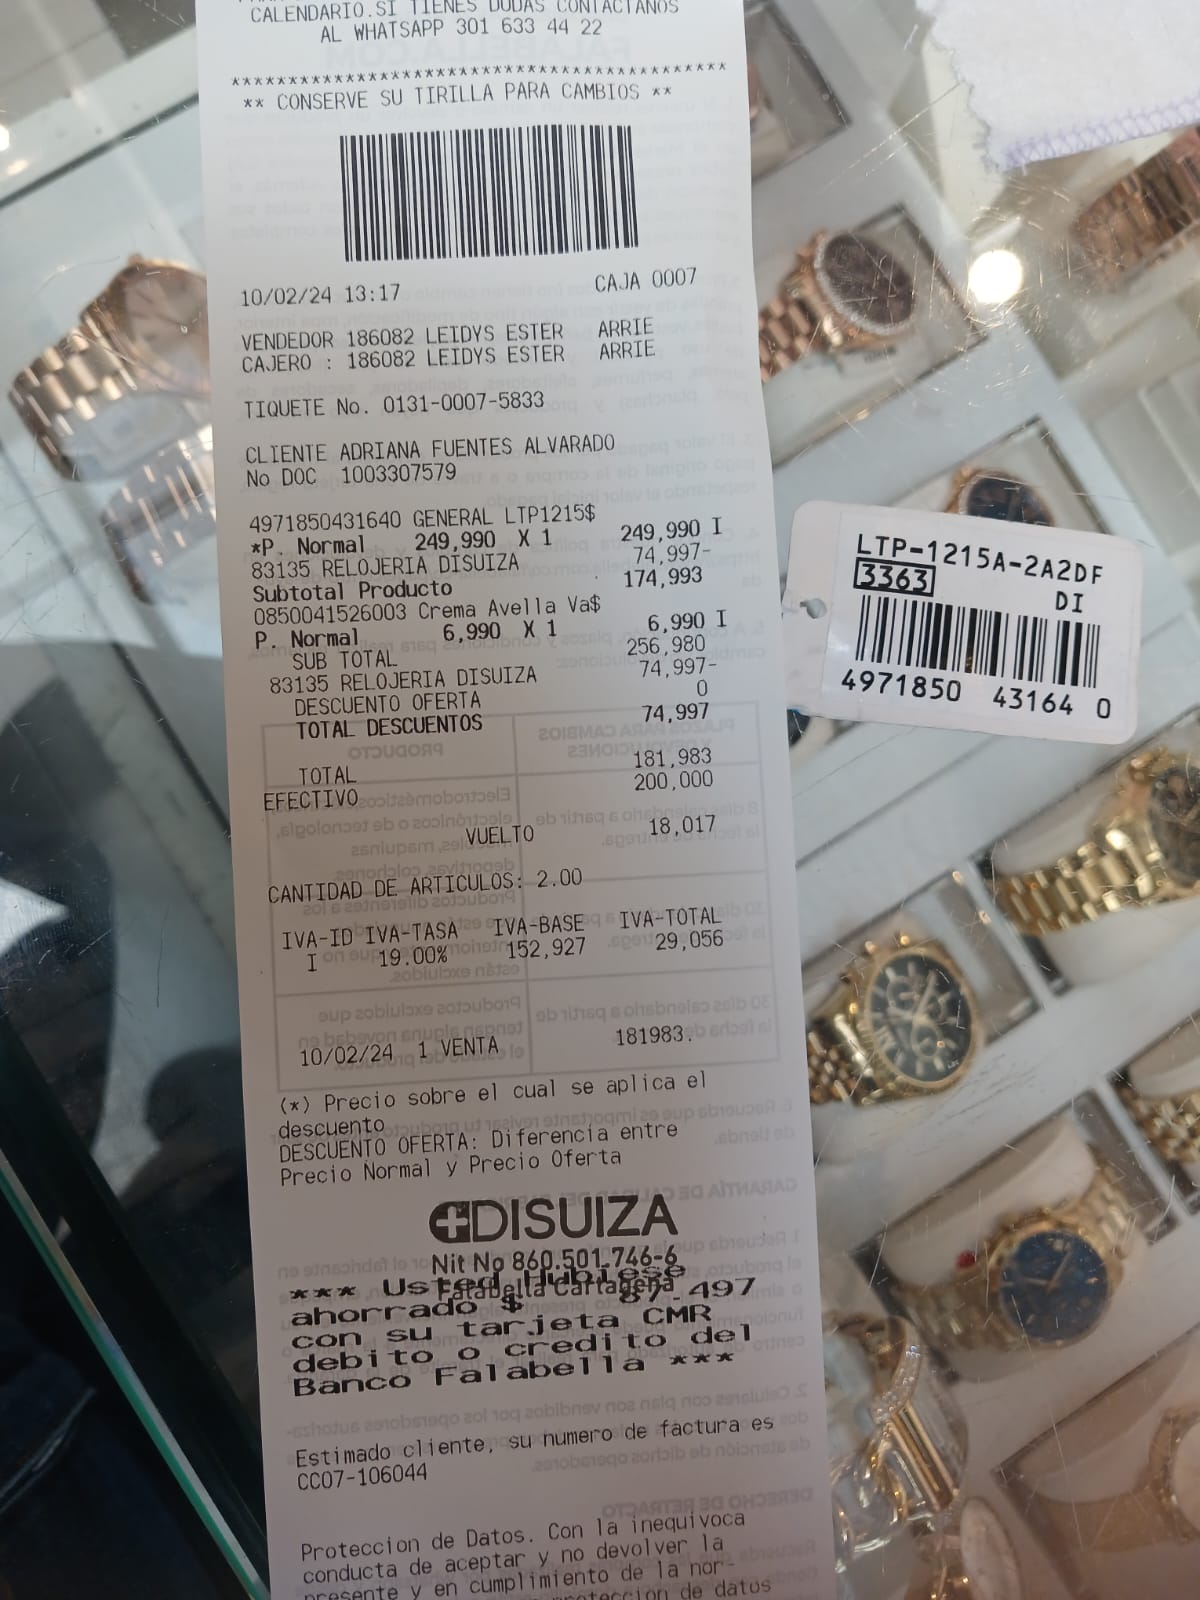 CALENDARIO.SI TIENES DUDAS CONTACTANOS
AL WHATSAPP 301 633 44 22
** CONSERVE SU TIRILLA PARA CAMBIOS **
10/02/24 13:17 CAJA 0007
VENDEDOR 186082 LEIDYS ESTER ARRIE
CAJERO : 186082 LEIDYS ESTER ARRIE
TIQUETE No. 0131-0007-5833
CLIENTE ADRIANA FUENTES ALVARADO
No DOC 1003307579
4971850431640 GENERAL LTP1215$
*P. Normal 249,990 X 1 249,990 I
83135 RELOJERIA DISUIZA 74,997-
Subtotal Producto 174,993
0850041526003 Crema Avella Va$
P. Normal 6,990 X 1 6,990 I
SUB TOTAL 256,980
83135 RELOJERIA DISUIZA 74,997-
DESCUENTO OFERTA 0
TOTAL DESCUENTOS 74,997
TOTAL 181,983
EFECTIVO 200,000
VUELTO 18,017
CANTIDAD DE ARTICULOS: 2.00
IVA-ID IVA-TASA IVA-BASE IVA-TOTAL
I 19.00% 152,927 29,056
10/02/24 1 VENTA 181983.
(*) Precio sobre el cual se aplica el
descuento
DESCUENTO OFERTA: Diferencia entre
Precio Normal y Precio Oferta
DISUIZA
Nit No 860.501.746-6
Falabella Cartagena
*** Usted Hubiese
ahorrado $ 87.497
con su tarjeta CMR
debito o credito del
Banco Falabella ***
Estimado cliente, su numero de factura es
CC07-106044
Proteccion de Datos. Con la inequivoca
conducta de aceptar y no devolver la
presente y en cumplimiento de la nor-
proteccion de datos
LTP-1215A-2A2DF
3363
DI
4971850 43164 0